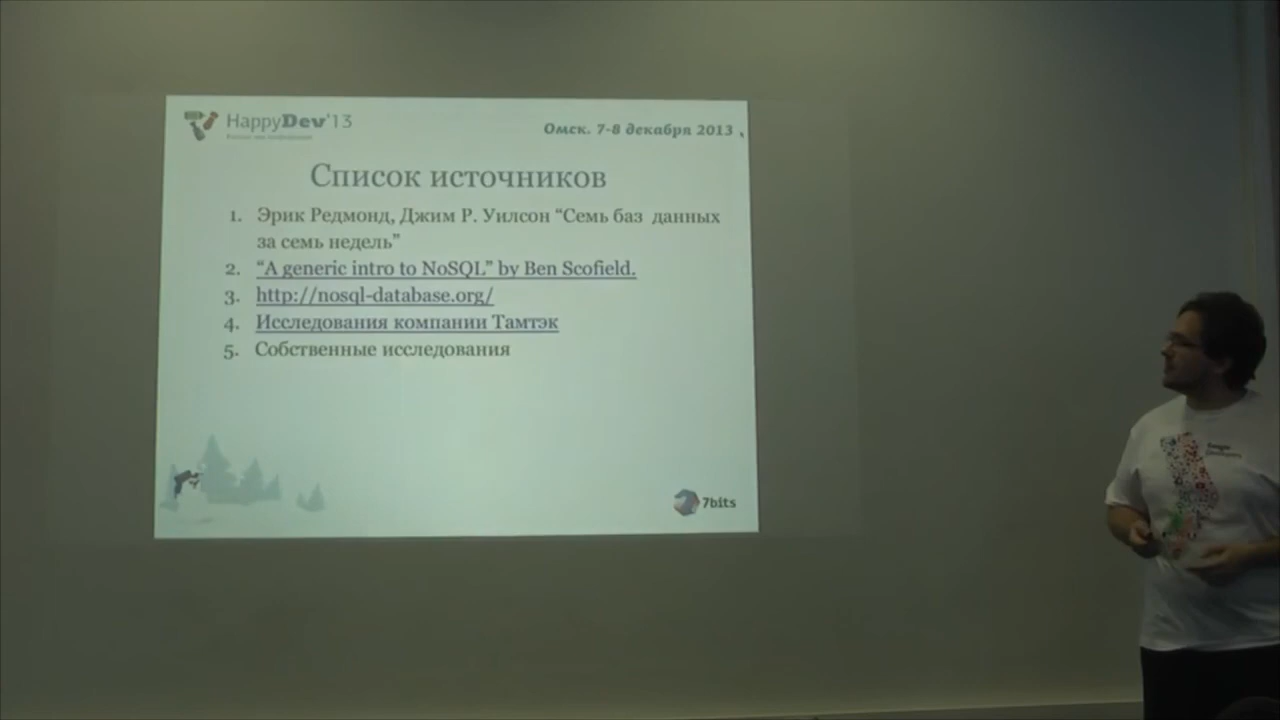 HappyDev'13
Омск. 7-8 декабря 2013
Список источников
1. Эрик Редмонд, Джим Р. Уилсон “Семь баз данных
за семь недель”
2. “A generic intro to NoSQL” by Ben Scofield.
3. http://nosql-database.org/
4. Исследования компании Тамтэк
5. Собственные исследования
7bits